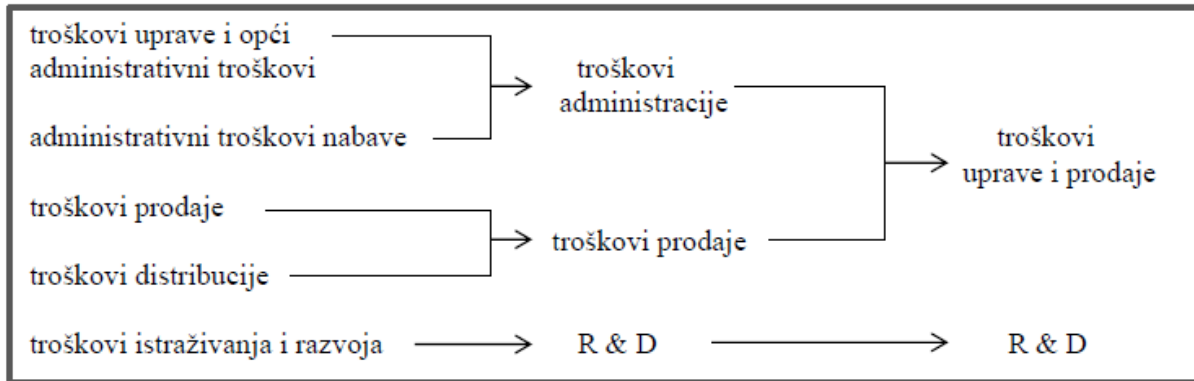 troškovi uprave i opći
administrativni troškovi
administrativni troškovi nabave
troškovi prodaje
troškovi distribucije
troškovi istraživanja i razvoja
troškovi
administracije
troškovi prodaje
R & D
troškovi
uprave i prodaje
R & D